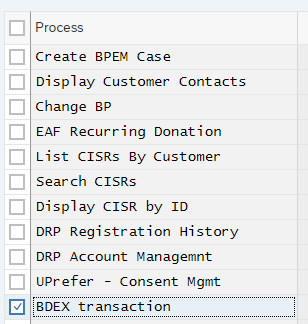 Process
Create BPEM Case
Display Customer Contacts
Change BP
EAF Recurring Donation
List CISRs By Customer
Search CISRs
Display CISR by ID
DRP Registration History
DRP Account Managemnt
UPrefer - Consent Mgmt
BDEX transaction